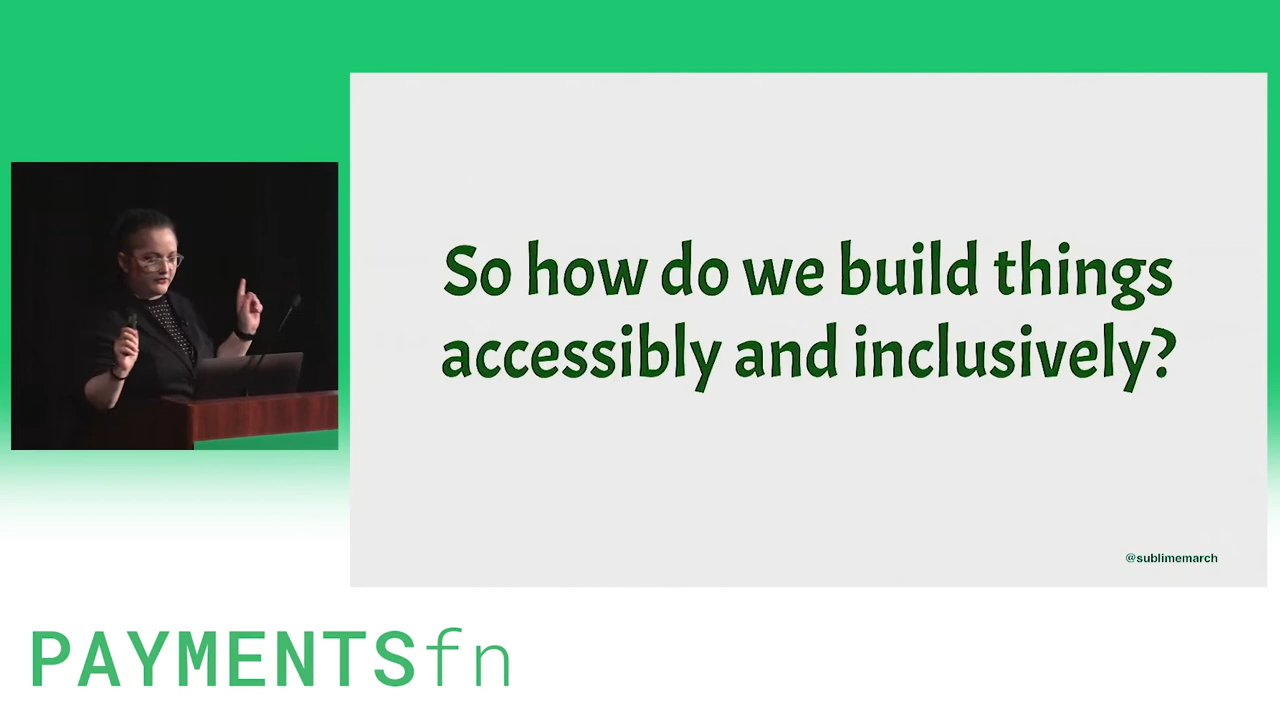 So how do we build things
accessibly and inclusively?
@sublimemarch
PAYMENTSfn